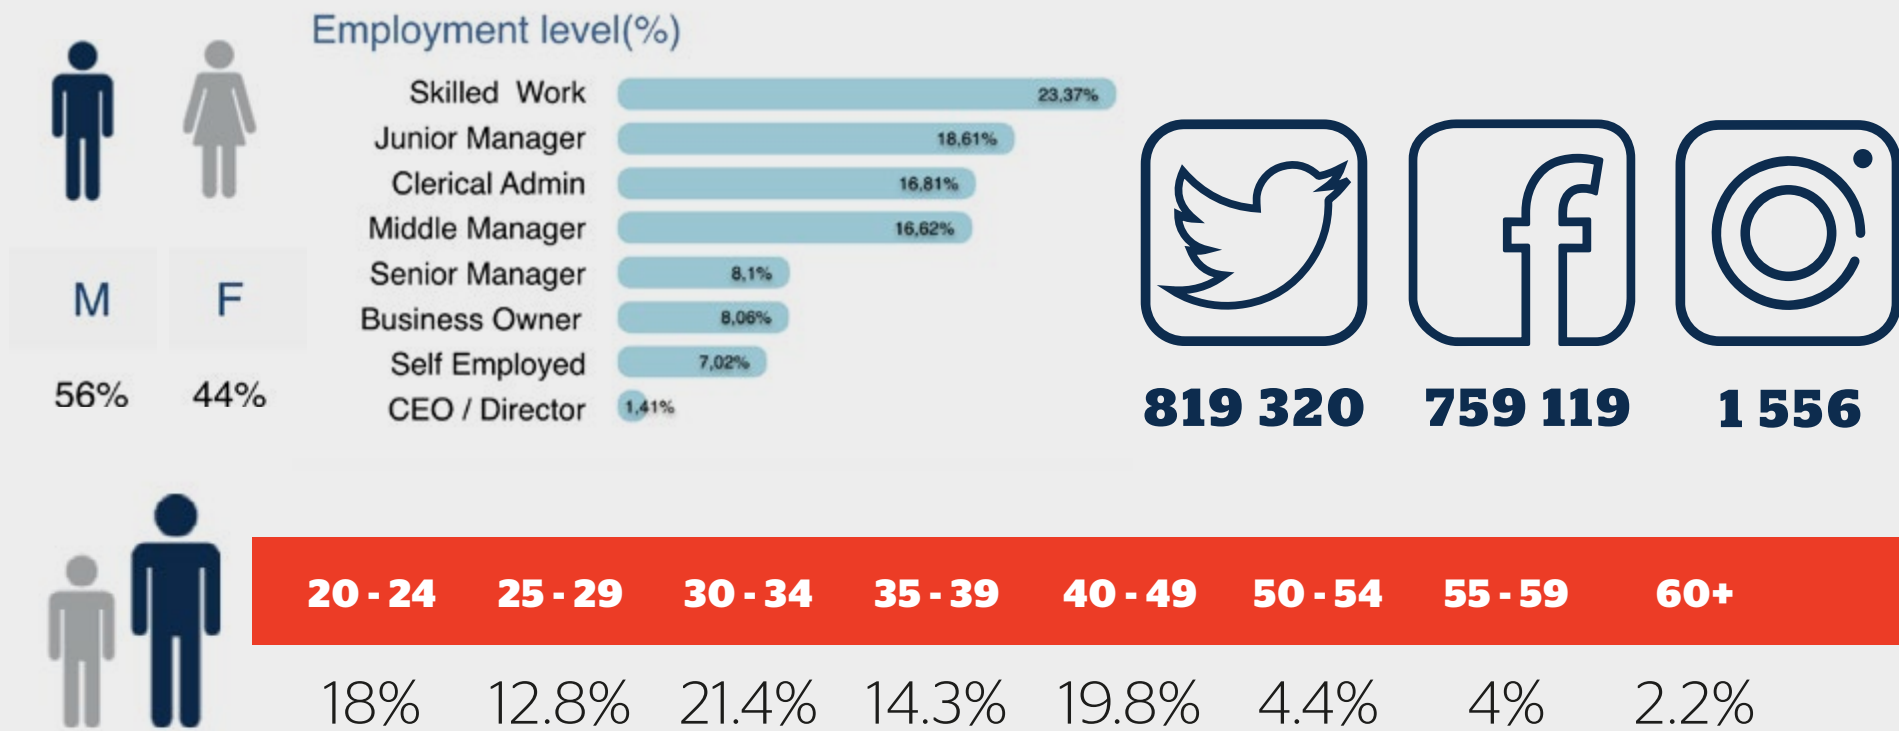 Employment level(%)
Skilled Work 23,37%
Junior Manager 18,61%
Clerical Admin 16,81%
Middle Manager 16,62%
Senior Manager 8,1%
Business Owner 8,06%
Self Employed 7,02%
CEO / Director 1,41%
M F
56% 44%
819 320 759 119 1 556
20 - 24 25 - 29 30 - 34 35 - 39 40 - 49 50 - 54 55 - 59 60+
18% 12.8% 21.4% 14.3% 19.8% 4.4% 4% 2.2%